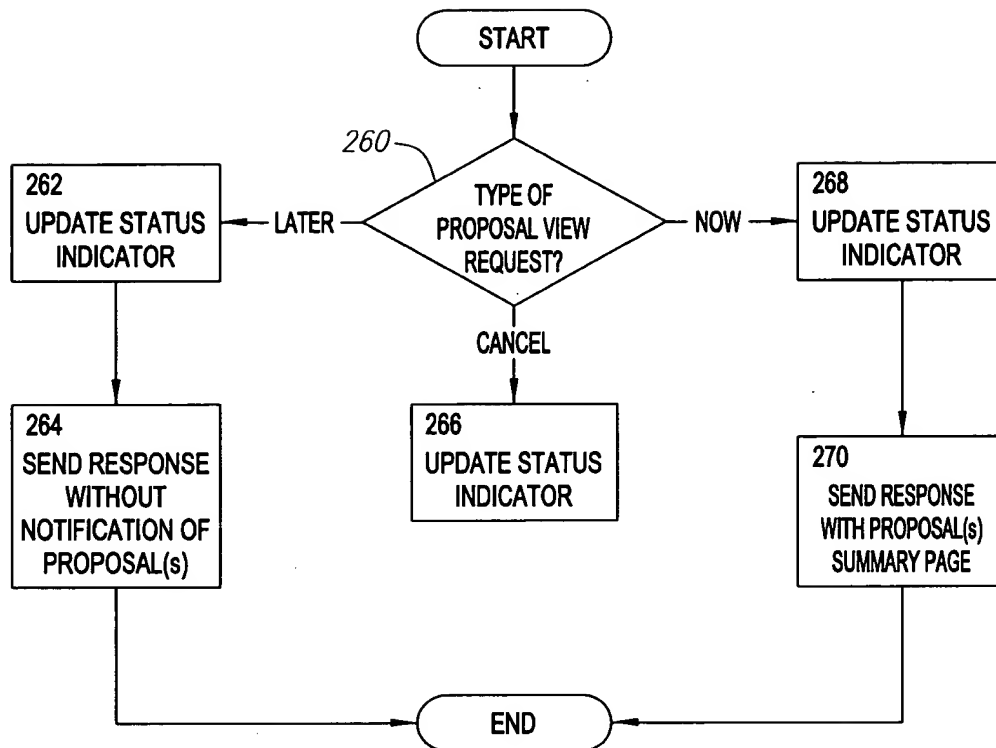 START
260
TYPE OF
PROPOSAL VIEW
REQUEST?
LATER
NOW
CANCEL
262
UPDATE STATUS
INDICATOR
268
UPDATE STATUS
INDICATOR
264
SEND RESPONSE
WITHOUT
NOTIFICATION OF
PROPOSAL(s)
266
UPDATE STATUS
INDICATOR
270
SEND RESPONSE
WITH PROPOSAL(s)
SUMMARY PAGE
END